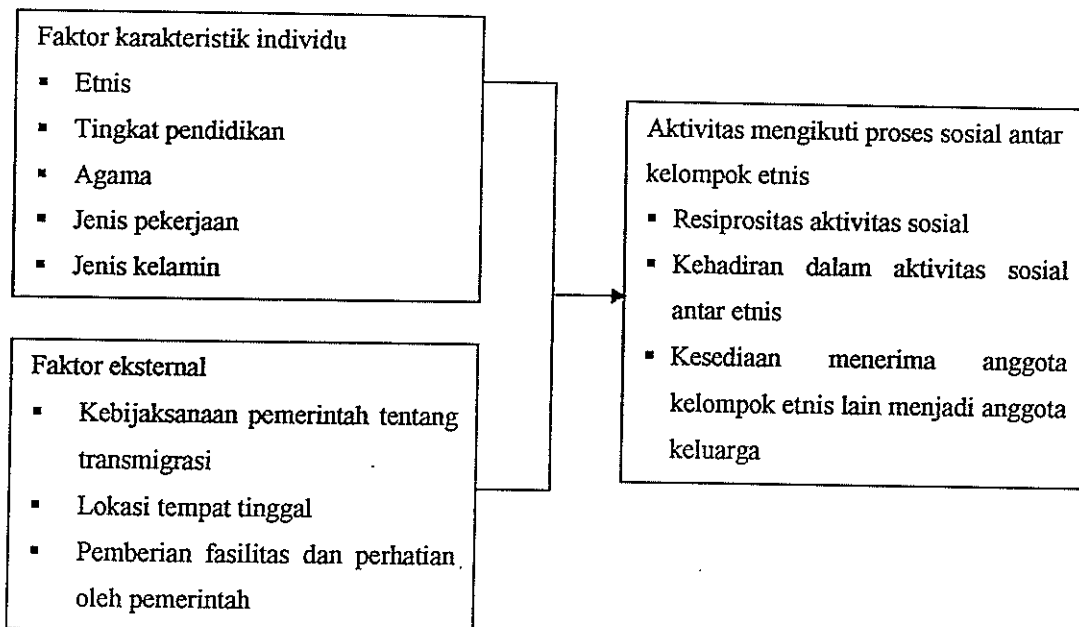 Faktor karakteristik individu
▪ Etnis
▪ Tingkat pendidikan
▪ Agama
▪ Jenis pekerjaan
▪ Jenis kelamin
Faktor eksternal
▪ Kebijaksanaan pemerintah tentang
transmigrasi
▪ Lokasi tempat tinggal
▪ Pemberian fasilitas dan perhatian
oleh pemerintah
Aktivitas mengikuti proses sosial antar
kelompok etnis
▪ Resiprositas aktivitas sosial
▪ Kehadiran dalam aktivitas sosial
antar etnis
▪ Kesediaan menerima anggota
kelompok etnis lain menjadi anggota
keluarga